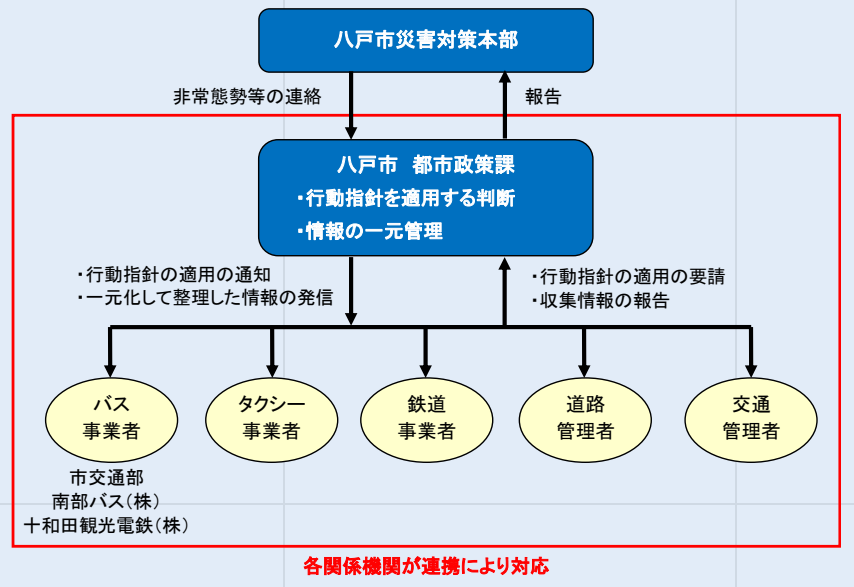 八戸市災害対策本部
非常態勢等の連絡
報告
八戸市　都市政策課
・行動指針を適用する判断
・情報の一元管理
・行動指針の適用の通知
・一元化して整理した情報の発信
・行動指針の適用の要請
・収集情報の報告
バス
事業者
タクシー
事業者
鉄道
事業者
道路
管理者
交通
管理者
市交通部
南部バス（株）
十和田観光電鉄（株）
各関係機関が連携により対応